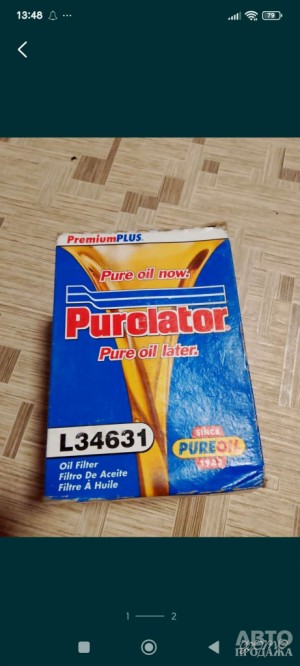 13:48
79
PremiumPLUS.
Pure oil now.
Purolator®
Pure oil later.
L34631
SINCE
PUREOIL
1923
Oil Filter
Filtro De Aceite
Filtre À Huile
1
2
АВТО
ПРОДАЖА